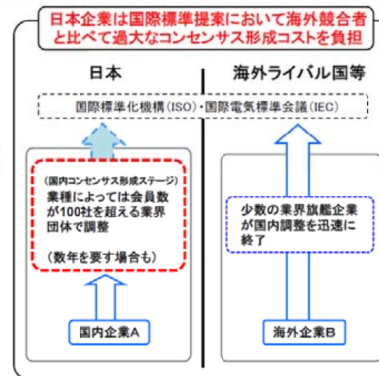 日本企業は国際標準提案において海外競合者
と比べて過大なコンセンサス形成コストを負担
日本
海外ライバル国等
国際標準化機構(ISO)・国際電気標準会議(IEC)
(国内コンセンサス形成ステージ)
業種によっては会員数
が100社を超える業界
団体で調整
(数年を要す場合も)
国内企業A
少数の業界旗艦企業
が国内調整を迅速に
終了
海外企業B